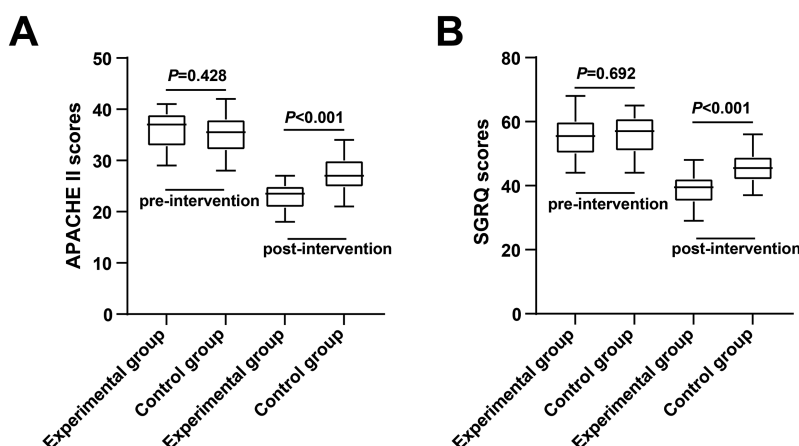 A
APACHE II scores
50
40
30
20
10
0
P=0.428
P<0.001
pre-intervention
post-intervention
Experimental group
Control group
Experimental group
Control group
B
SGRQ scores
80
60
40
20
0
P=0.692
P<0.001
pre-intervention
post-intervention
Experimental group
Control group
Experimental group
Control group